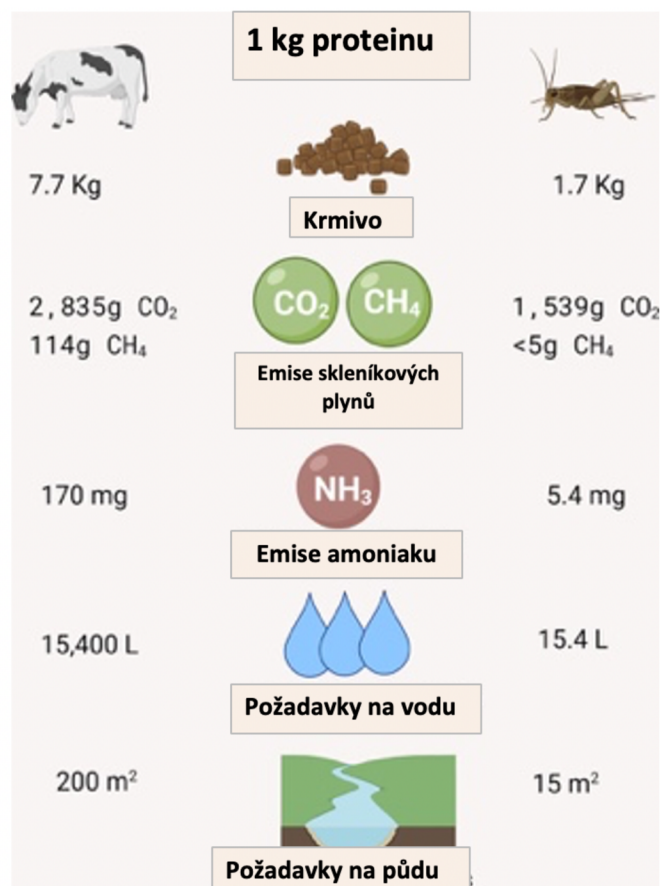 1 kg proteinu
7.7 Kg
1.7 Kg
Krmivo
2,835g CO₂
114g CH₄
CO₂
CH₄
1,539g CO₂
<5g CH₄
Emise skleníkových
plynů
170 mg
NH₃
5.4 mg
Emise amoniaku
15,400 L
15.4 L
Požadavky na vodu
200 m²
15 m²
Požadavky na půdu